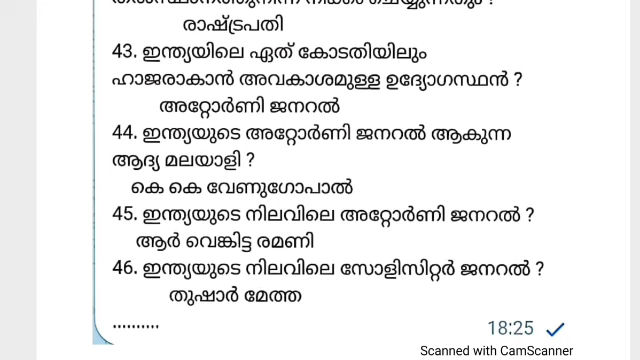 രാഷ്ട്രപതി
43. ഇന്ത്യയിലെ ഏത് കോടതിയിലും
ഹാജരാകാൻ അവകാശമുള്ള ഉദ്യോഗസ്ഥൻ ?
അറ്റോർണി ജനറൽ
44. ഇന്ത്യയുടെ അറ്റോർണി ജനറൽ ആകുന്ന
ആദ്യ മലയാളി ?
കെ കെ വേണുഗോപാൽ
45. ഇന്ത്യയുടെ നിലവിലെ അറ്റോർണി ജനറൽ ?
ആർ വെങ്കിട്ട രമണി
46. ഇന്ത്യയുടെ നിലവിലെ സോളിസിറ്റർ ജനറൽ ?
തുഷാർ മേത്ത
..........
18:25 ✓
Scanned with CamScanner